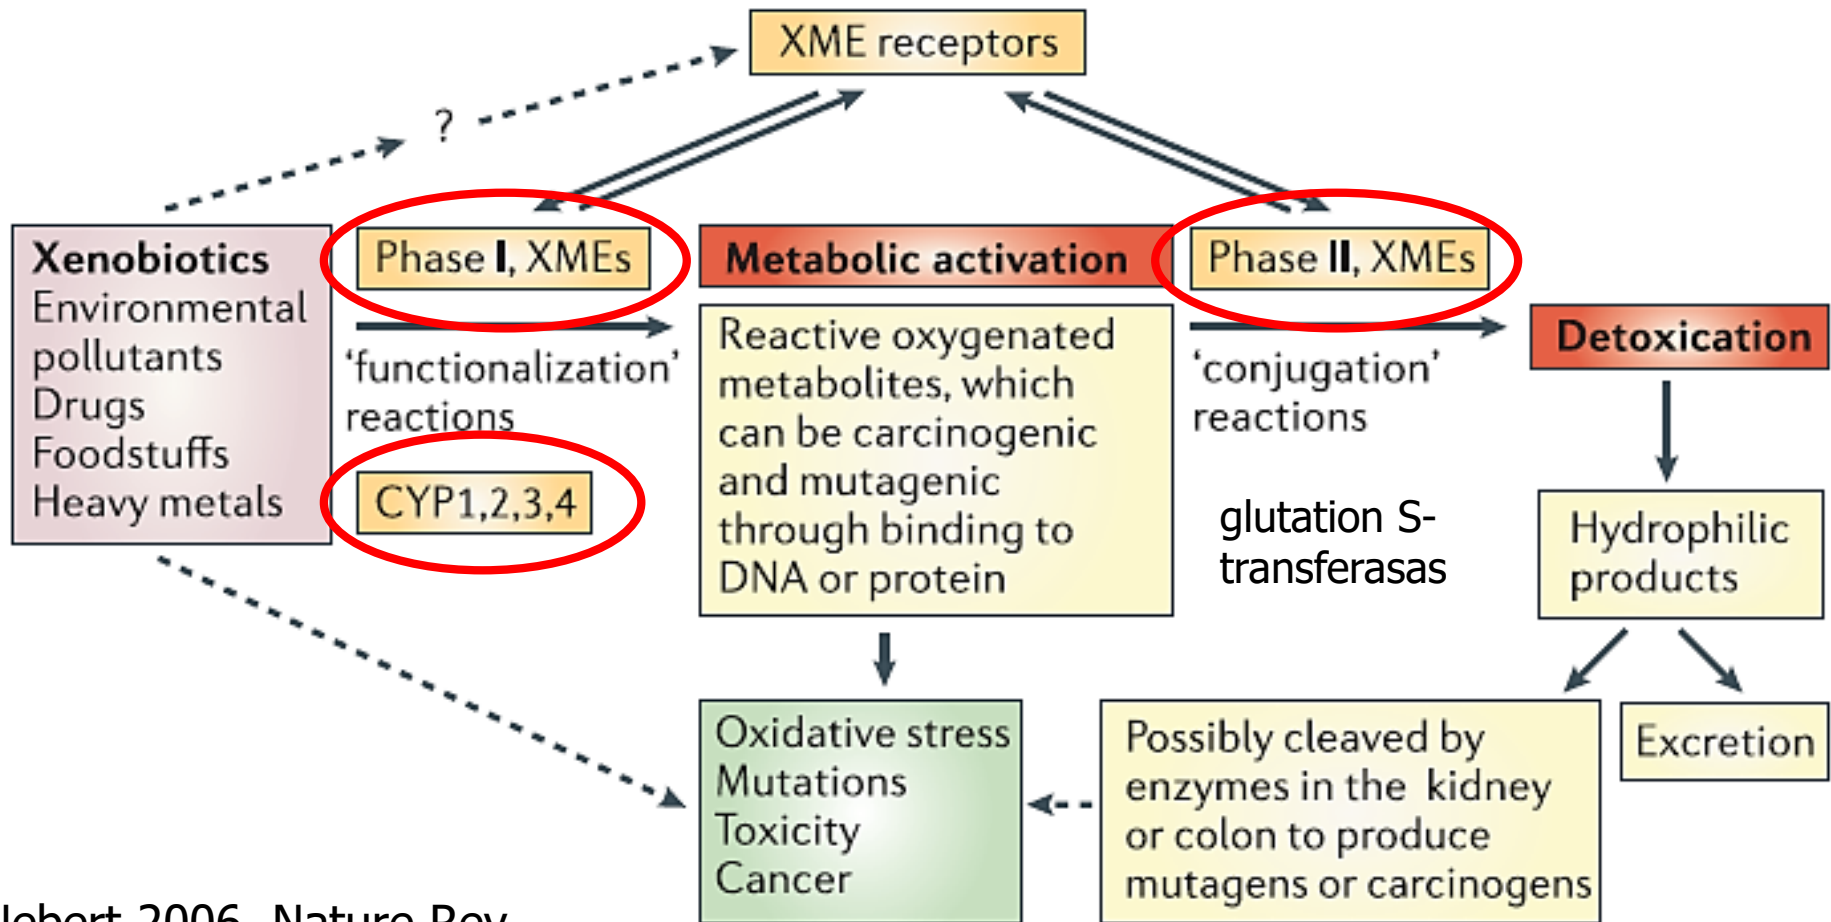 XME receptors
?
Xenobiotics
Environmental
pollutants
Drugs
Foodstuffs
Heavy metals
Phase I, XMEs
'functionalization'
reactions
CYP1,2,3,4
Metabolic activation
Reactive oxygenated
metabolites, which
can be carcinogenic
and mutagenic
through binding to
DNA or protein
Phase II, XMEs
'conjugation'
reactions
glutation S-
transferasas
Detoxication
Hydrophilic
products
Oxidative stress
Mutations
Toxicity
Cancer
Possibly cleaved by
enzymes in the kidney
or colon to produce
mutagens or carcinogens
Excretion
2006, Nature Rev